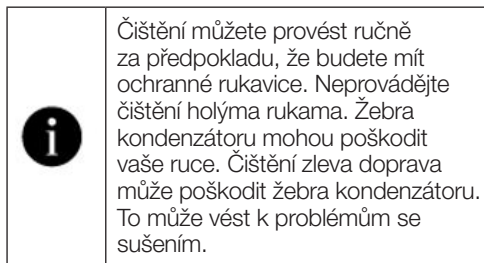 Čištění můžete provést ručně
za předpokladu, že budete mít
ochranné rukavice. Neprovádějte
čištění holýma rukama. Žebra
kondenzátoru mohou poškodit
vaše ruce. Čištění zleva doprava
může poškodit žebra kondenzátoru.
To může vést k problémům se
sušením.